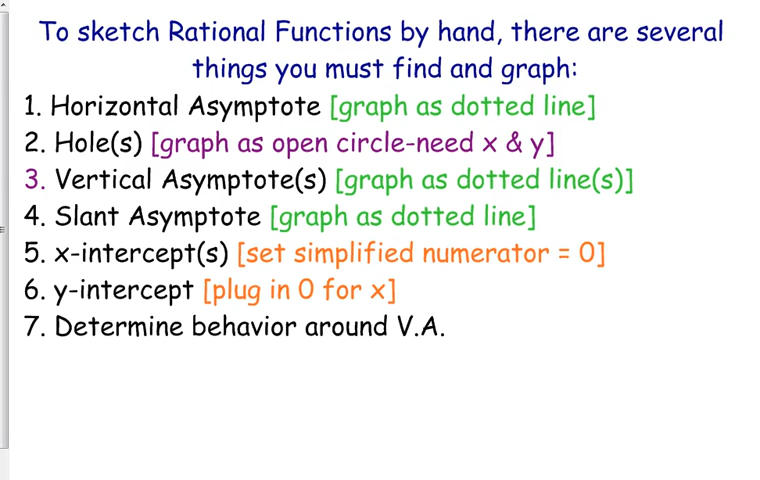 To sketch Rational Functions by hand, there are several
things you must find and graph:
1. Horizontal Asymptote [graph as dotted line]
2. Hole(s) [graph as open circle-need x & y]
3. Vertical Asymptote(s) [graph as dotted line(s)]
4. Slant Asymptote [graph as dotted line]
5. x-intercept(s) [set simplified numerator = 0]
6. y-intercept [plug in 0 for x]
7. Determine behavior around V.A.